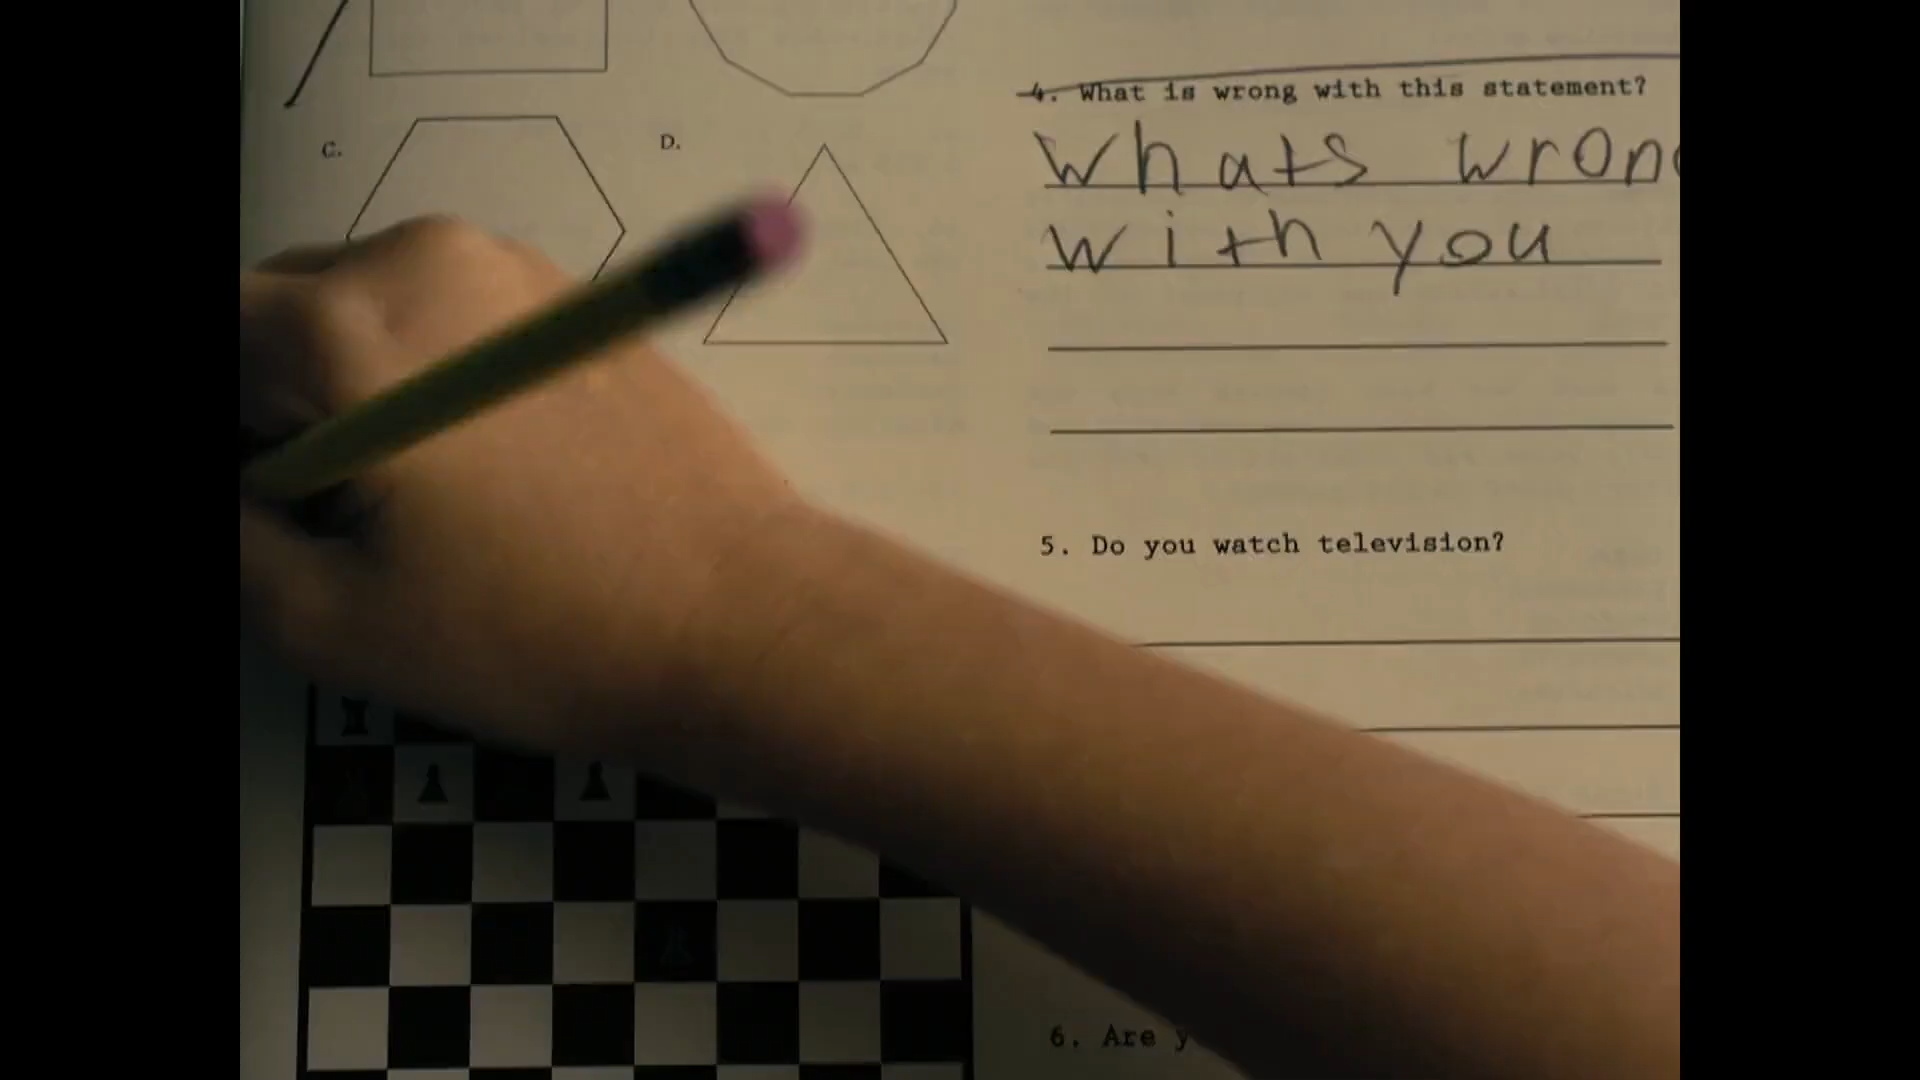 C.
D.
4. What is wrong with this statement?
whats wron
with you
5. Do you watch television?
6. Are